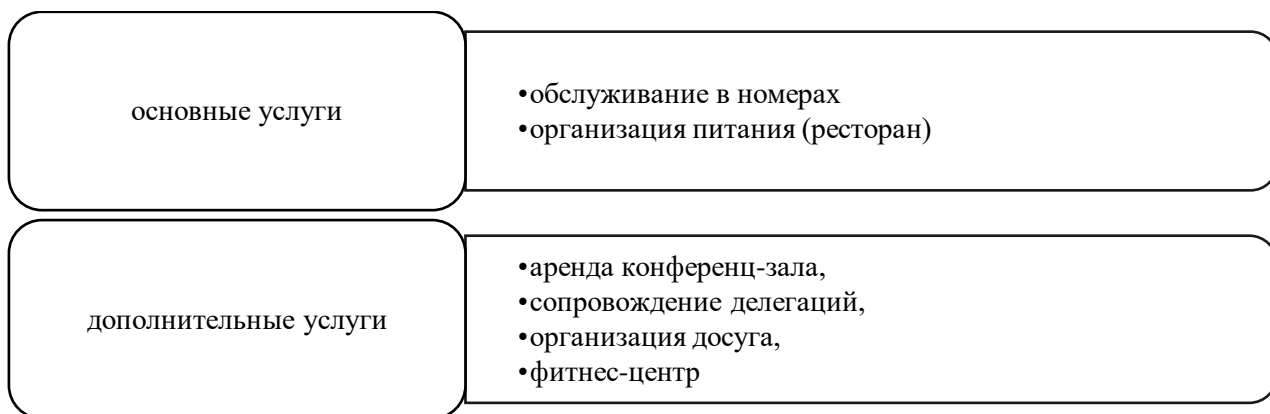 основные услуги
•обслуживание в номерах
•организация питания (ресторан)
дополнительные услуги
•аренда конференц-зала,
•сопровождение делегаций,
•организация досуга,
•фитнес-центр